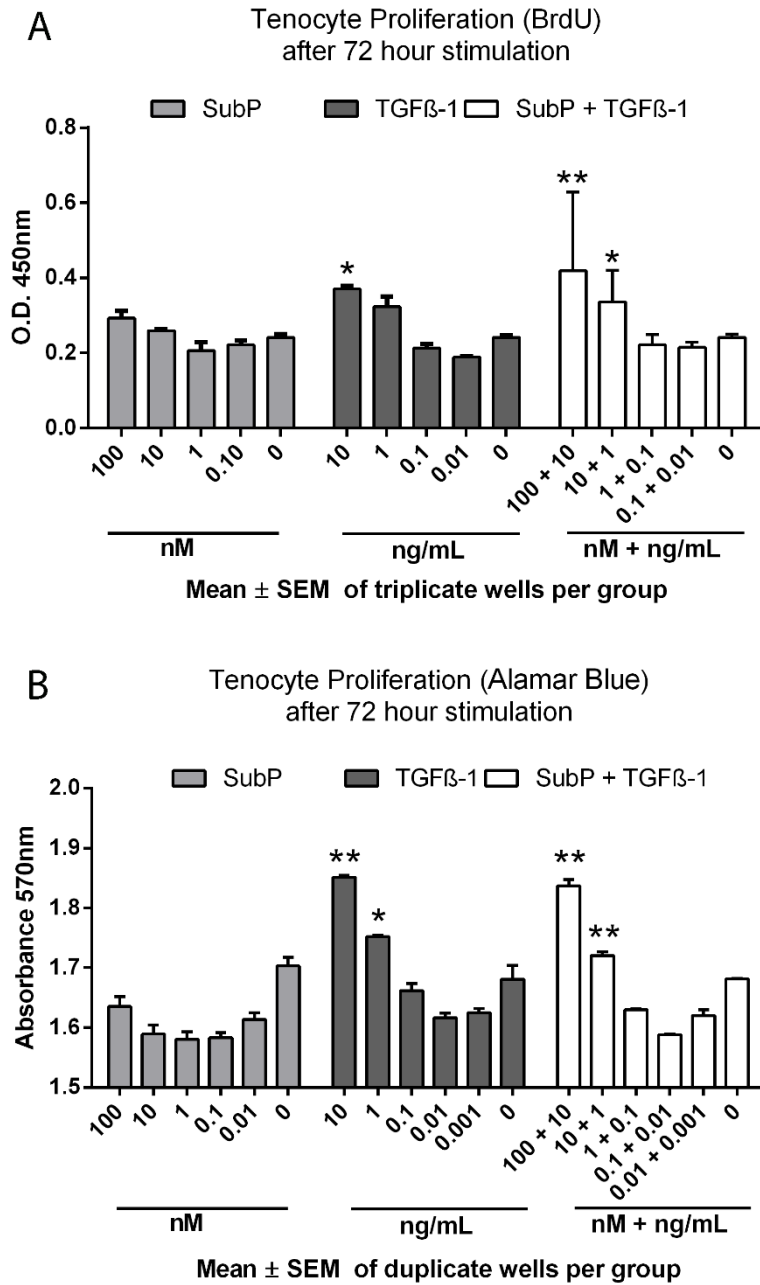 A
Tenocyte Proliferation (BrdU)
after 72 hour stimulation
SubP TGFß-1 SubP + TGFß-1
O.D. 450nm
0.8
0.6
0.4
0.2
0.0
* ** *
100 10 1 0.10 0 10 1 0.1 0.01 0 100 + 10 10 + 1 1 + 0.1 0.1 + 0.01 0
nM ng/mL nM + ng/mL
Mean ± SEM of triplicate wells per group
B
Tenocyte Proliferation (Alamar Blue)
after 72 hour stimulation
SubP TGFß-1 SubP + TGFß-1
Absorbance 570nm
2.0
1.9
1.8
1.7
1.6
1.5
** * ** **
100 10 1 0.1 0.01 0 10 1 0.1 0.01 0.001 0 100 + 10 10 + 1 1 + 0.1 0.1 + 0.01 0.01 + 0.001 0
nM ng/mL nM + ng/mL
Mean ± SEM of duplicate wells per group